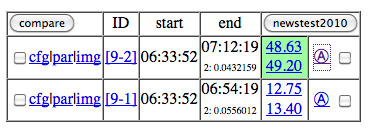 compare ID start end newstest2010
cfg|par|img [9-2] 06:33:52 07:12:19 48.63 Ⓐ
2: 0.0432159 49.20
cfg|par|img [9-1] 06:33:52 06:54:19 12.75 Ⓐ
2: 0.0556012 13.40